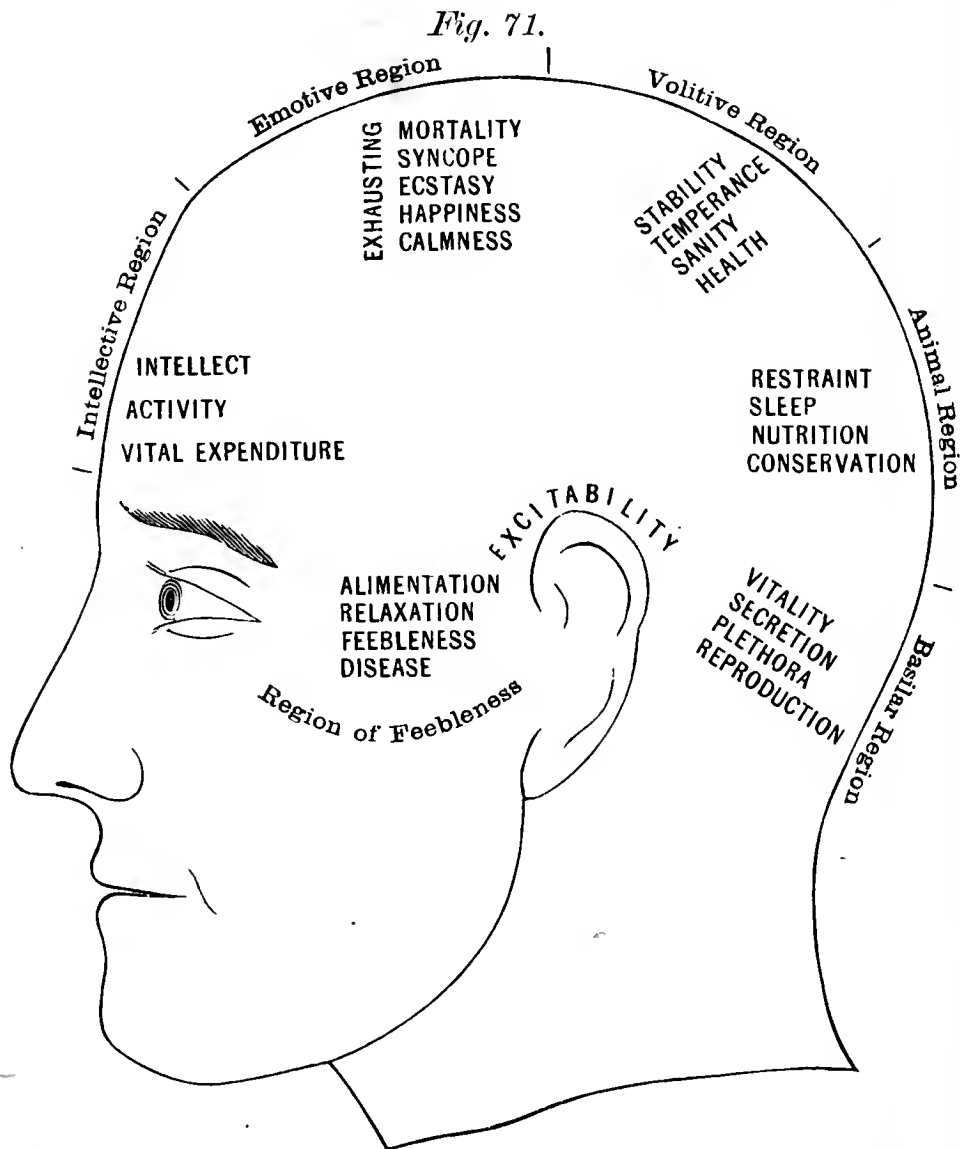 Fig. 71.
Emotive Region
Volitive Region
EXHAUSTING
MORTALITY
SYNCOPE
ECSTASY
HAPPINESS
CALMNESS
STABILITY
TEMPERANCE
SANITY
HEALTH
Intellective Region
INTELLECT
ACTIVITY
VITAL EXPENDITURE
Animal Region
RESTRAINT
SLEEP
NUTRITION
CONSERVATION
EXCITABILITY
ALIMENTATION
RELAXATION
FEEBLENESS
DISEASE
Region of Feebleness
VITALITY
SECRETION
PLETHORA
REPRODUCTION
Basilar Region